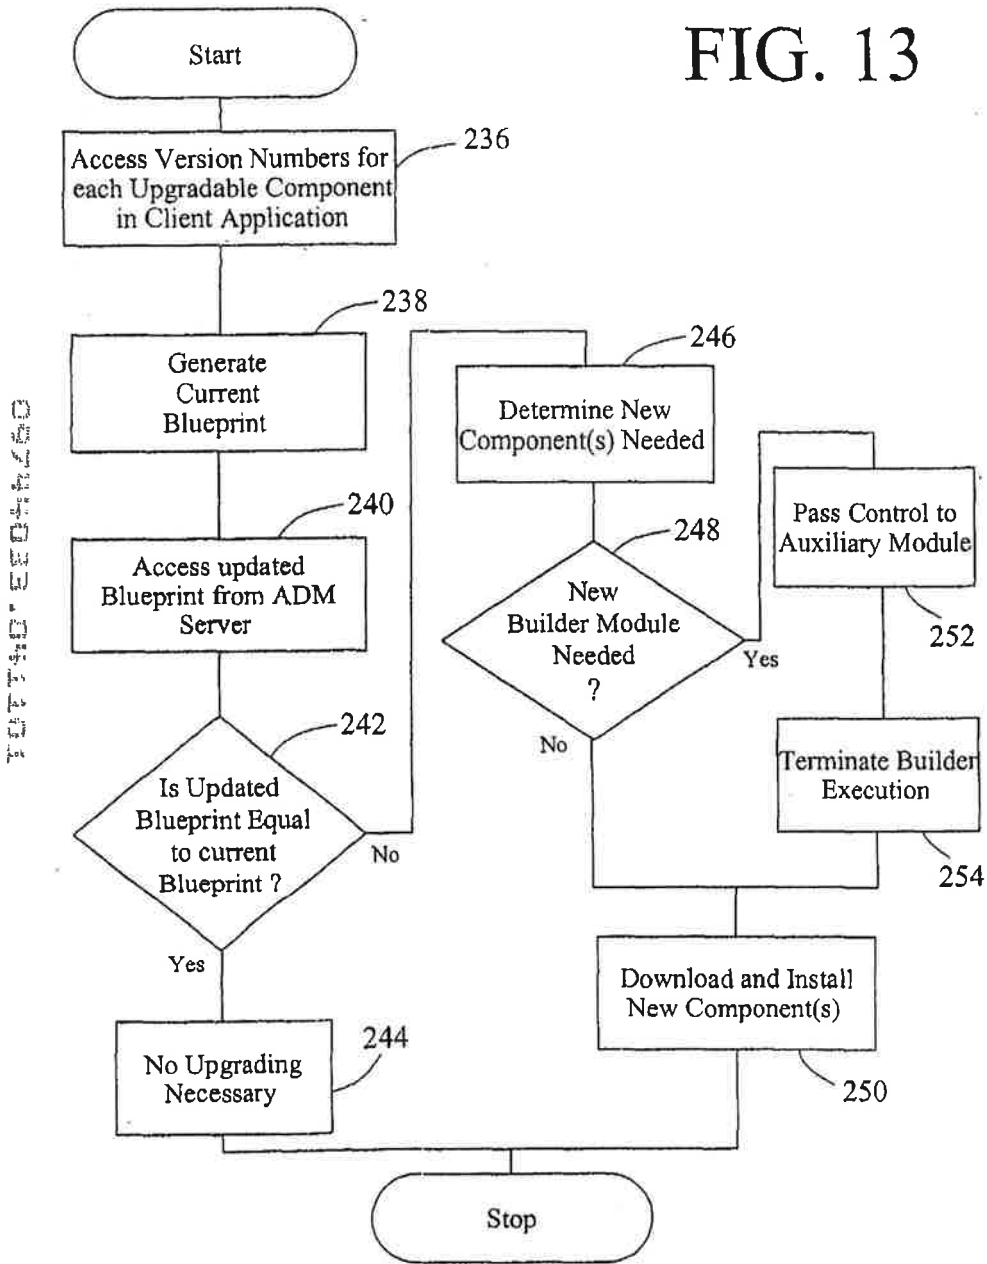 FIG. 13
Start
236
Access Version Numbers for
each Upgradable Component
in Client Application
238
Generate
Current
Blueprint
240
Access updated
Blueprint from ADM
Server
242
Is Updated
Blueprint Equal
to current
Blueprint ?
No
Yes
244
No Upgrading
Necessary
246
Determine New
Component(s) Needed
248
New
Builder Module
Needed
?
Yes
No
Pass Control to
Auxiliary Module
252
Terminate Builder
Execution
254
Download and Install
New Component(s)
250
Stop